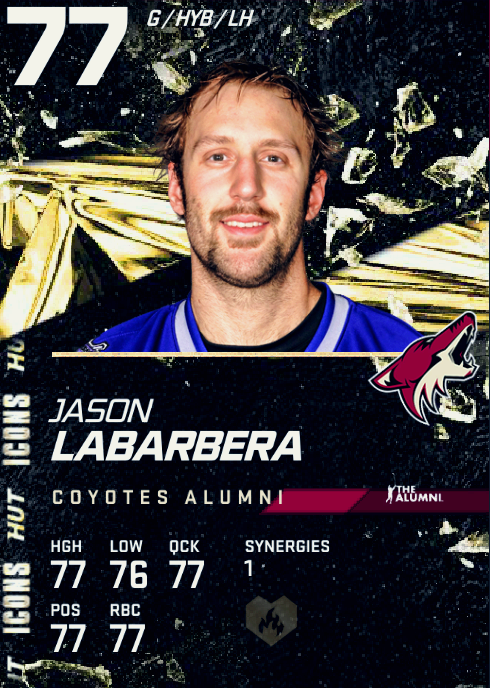 77
G / HYB / LH
JASON
LABARBERA
COYOTES ALUMNI
THE
ALUMNI
HGH LOW QCK SYNERGIES
77 76 77 1
POS RBC
77 77
HUT
ICONS
HUT
ICONS